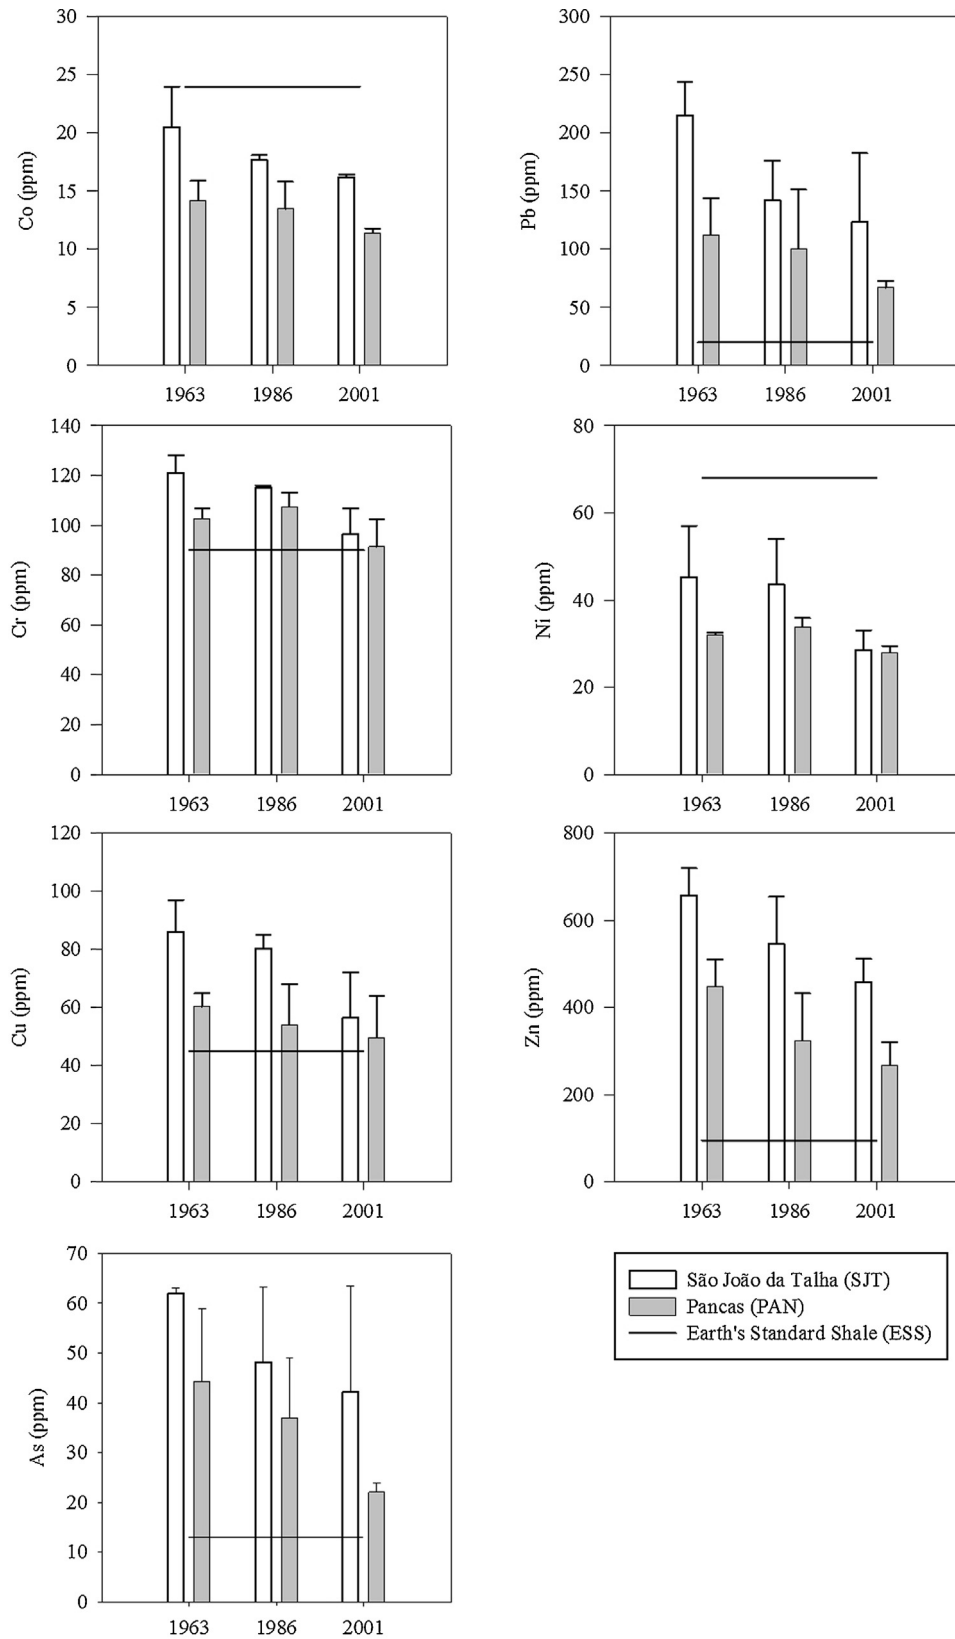 30
25
20
15
10
5
0
Co (ppm)
1963 1986 2001
300
250
200
150
100
50
0
Pb (ppm)
1963 1986 2001
140
120
100
80
60
40
20
0
Cr (ppm)
1963 1986 2001
80
60
40
20
0
Ni (ppm)
1963 1986 2001
120
100
80
60
40
20
0
Cu (ppm)
1963 1986 2001
800
600
400
200
0
Zn (ppm)
1963 1986 2001
70
60
50
40
30
20
10
0
As (ppm)
1963 1986 2001
São João da Talha (SJT)
Pancas (PAN)
Earth's Standard Shale (ESS)